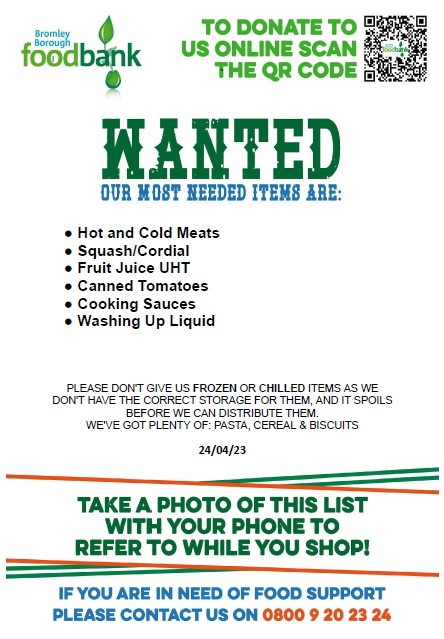 Bromley
Borough
foodbank
TO DONATE TO
US ONLINE SCAN
THE QR CODE
WANTED
OUR MOST NEEDED ITEMS ARE:
● Hot and Cold Meats
● Squash/Cordial
● Fruit Juice UHT
● Canned Tomatoes
● Cooking Sauces
● Washing Up Liquid
PLEASE DON'T GIVE US FROZEN OR CHILLED ITEMS AS WE
DON'T HAVE THE CORRECT STORAGE FOR THEM, AND IT SPOILS
BEFORE WE CAN DISTRIBUTE THEM.
WE'VE GOT PLENTY OF: PASTA, CEREAL & BISCUITS
24/04/23
TAKE A PHOTO OF THIS LIST
WITH YOUR PHONE TO
REFER TO WHILE YOU SHOP!
IF YOU ARE IN NEED OF FOOD SUPPORT
PLEASE CONTACT US ON 0800 9 20 23 24